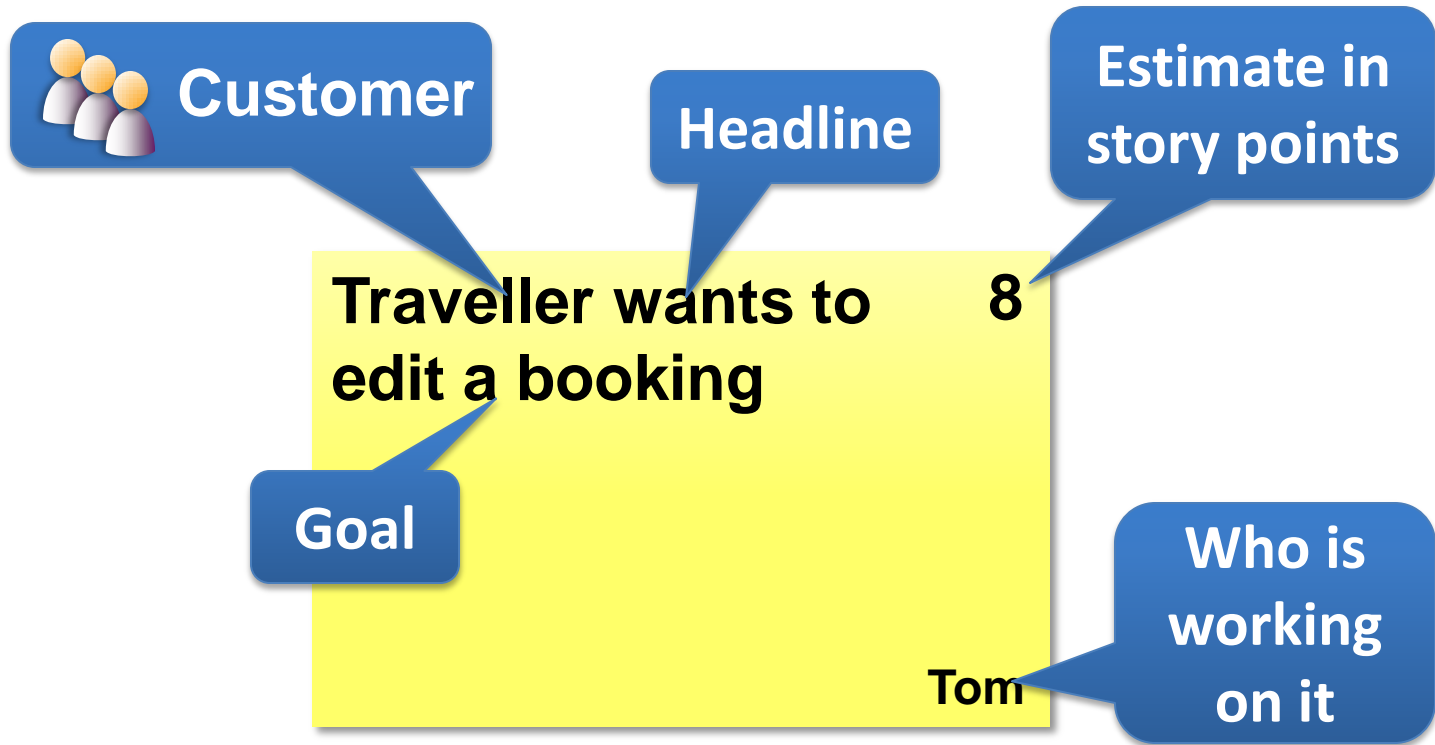 Customer
Headline
Estimate in
story points
Traveller wants to 8
edit a booking
Goal
Who is
working
on it
Tom